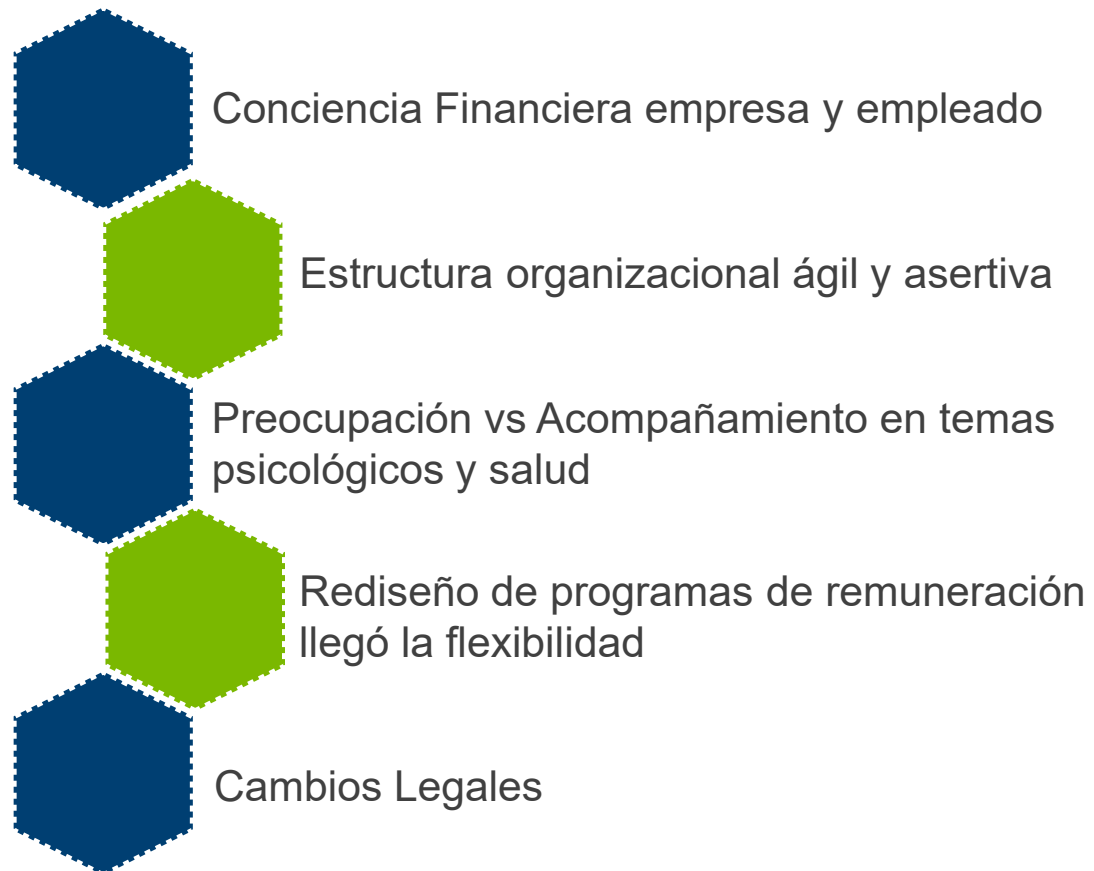 Conciencia Financiera empresa y empleado
Estructura organizacional ágil y asertiva
Preocupación vs Acompañamiento en temas
psicológicos y salud
Rediseño de programas de remuneración
llegó la flexibilidad
Cambios Legales